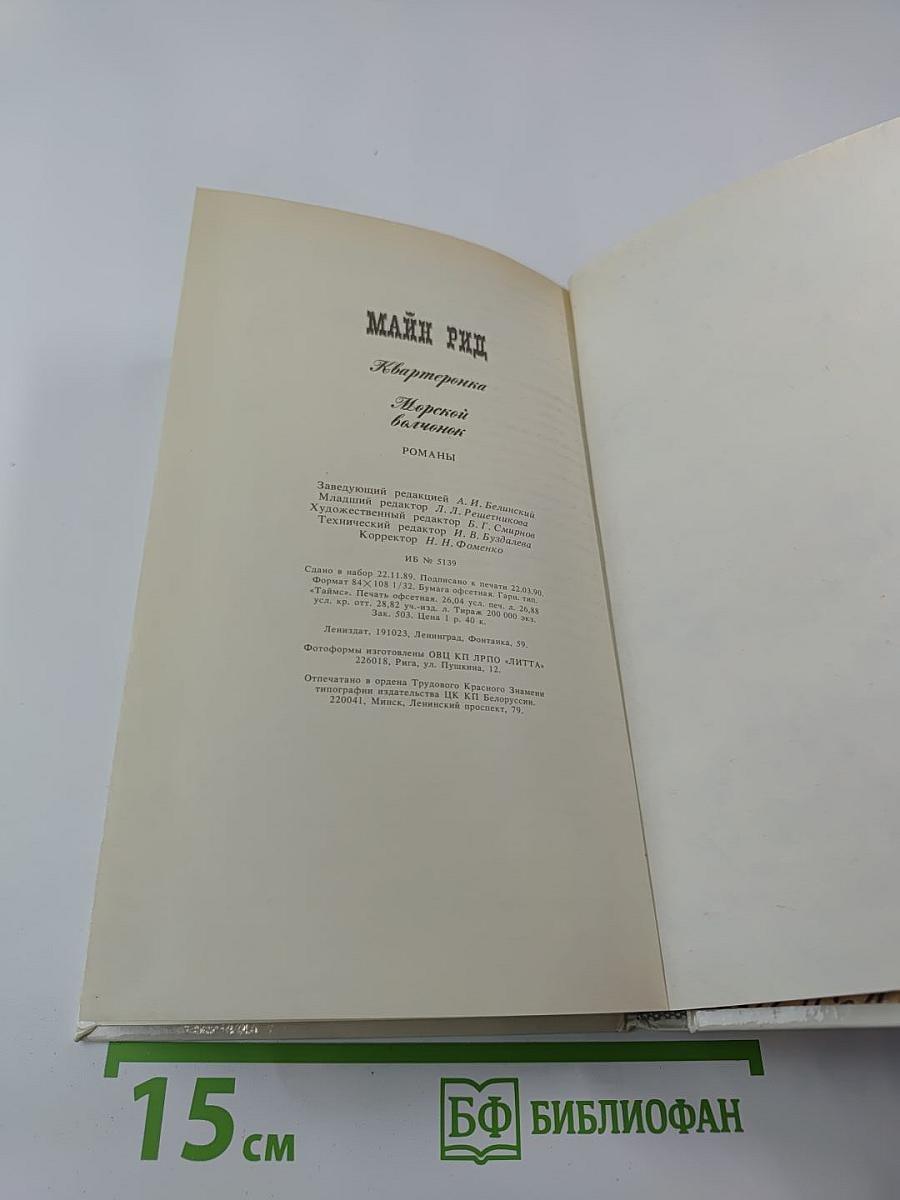 МАЙН РИД
Квартеронка
Морской
волчонок
РОМАНЫ
Заведующий редакцией А. И. Белинский
Младший редактор Л. Л. Решетникова
Художественный редактор Б. Г. Смирнов
Технический редактор И. В. Буздалева
Корректор Н. Н. Фоменко
ИБ № 5139
Сдано в набор 22.11.89. Подписано к печати 22.03.90.
Формат 84×108 1/32. Бумага офсетная. Гарн. тип.
«Таймс». Печать офсетная. 26,04 усл. печ. л. 26,88
усл. кр. отт. 28,82 уч.-изд. л. Тираж 200 000 экз.
Зак. 503. Цена 1 р. 40 к.
Лениздат, 191023, Ленинград, Фонтанка, 59.
Фотоформы изготовлены ОВЦ КП ЛРПО «ЛИТТА»
226018, Рига, ул. Пушкина, 12.
Отпечатано в ордена Трудового Красного Знамени
типографии издательства ЦК КП Белоруссии.
220041, Минск, Ленинский проспект, 79.
15 см
БФ БИБЛИОФАН